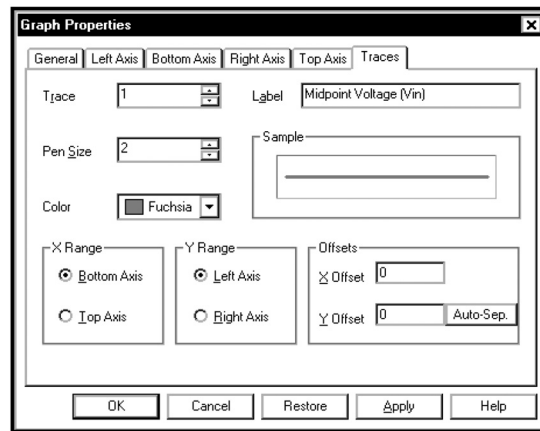 Graph Properties
General Left Axis Bottom Axis Right Axis Top Axis Traces
Trace 1 Label Midpoint Voltage (Vin)
Pen Size 2 Sample
Color Fuchsia
X Range Y Range Offsets
Bottom Axis Left Axis X Offset 0
Top Axis Right Axis Y Offset 0 Auto-Sep.
OK Cancel Restore Apply Help